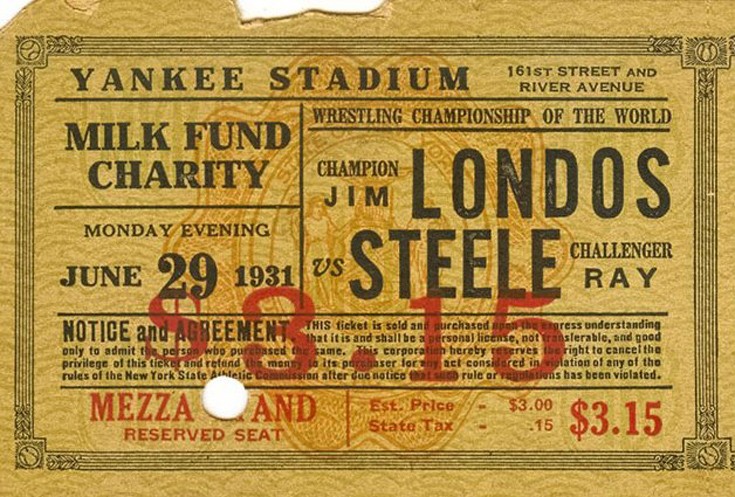 YANKEE STADIUM
161ST STREET AND
RIVER AVENUE
MILK FUND
CHARITY
MONDAY EVENING
JUNE 29 1931
WRESTLING CHAMPIONSHIP OF THE WORLD
CHAMPION
JIM LONDOS
vs STEELE
CHALLENGER
RAY
$3.15
NOTICE and AGREEMENT THIS ticket is sold and purchased upon the express understanding
that it is and shall be a personal license, not transferable, and good
only to admit the person who purchased the same. This corporation hereby reserves the right to cancel the
privilege of this ticket and refund the money to its purchaser for any act considered in violation of any of the
rules of the New York State Athletic Commission after due notice that such rule or regulations has been violated.
MEZZA AND
RESERVED SEAT
Est. Price - $3.00
State Tax - .15
$3.15